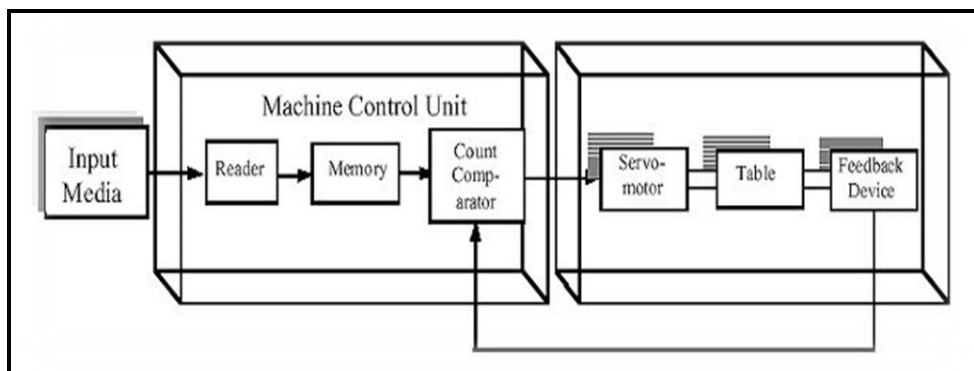 Machine Control Unit
Input
Media
Reader
Memory
Count
Comp-
arator
Servo-
motor
Table
Feedback
Device